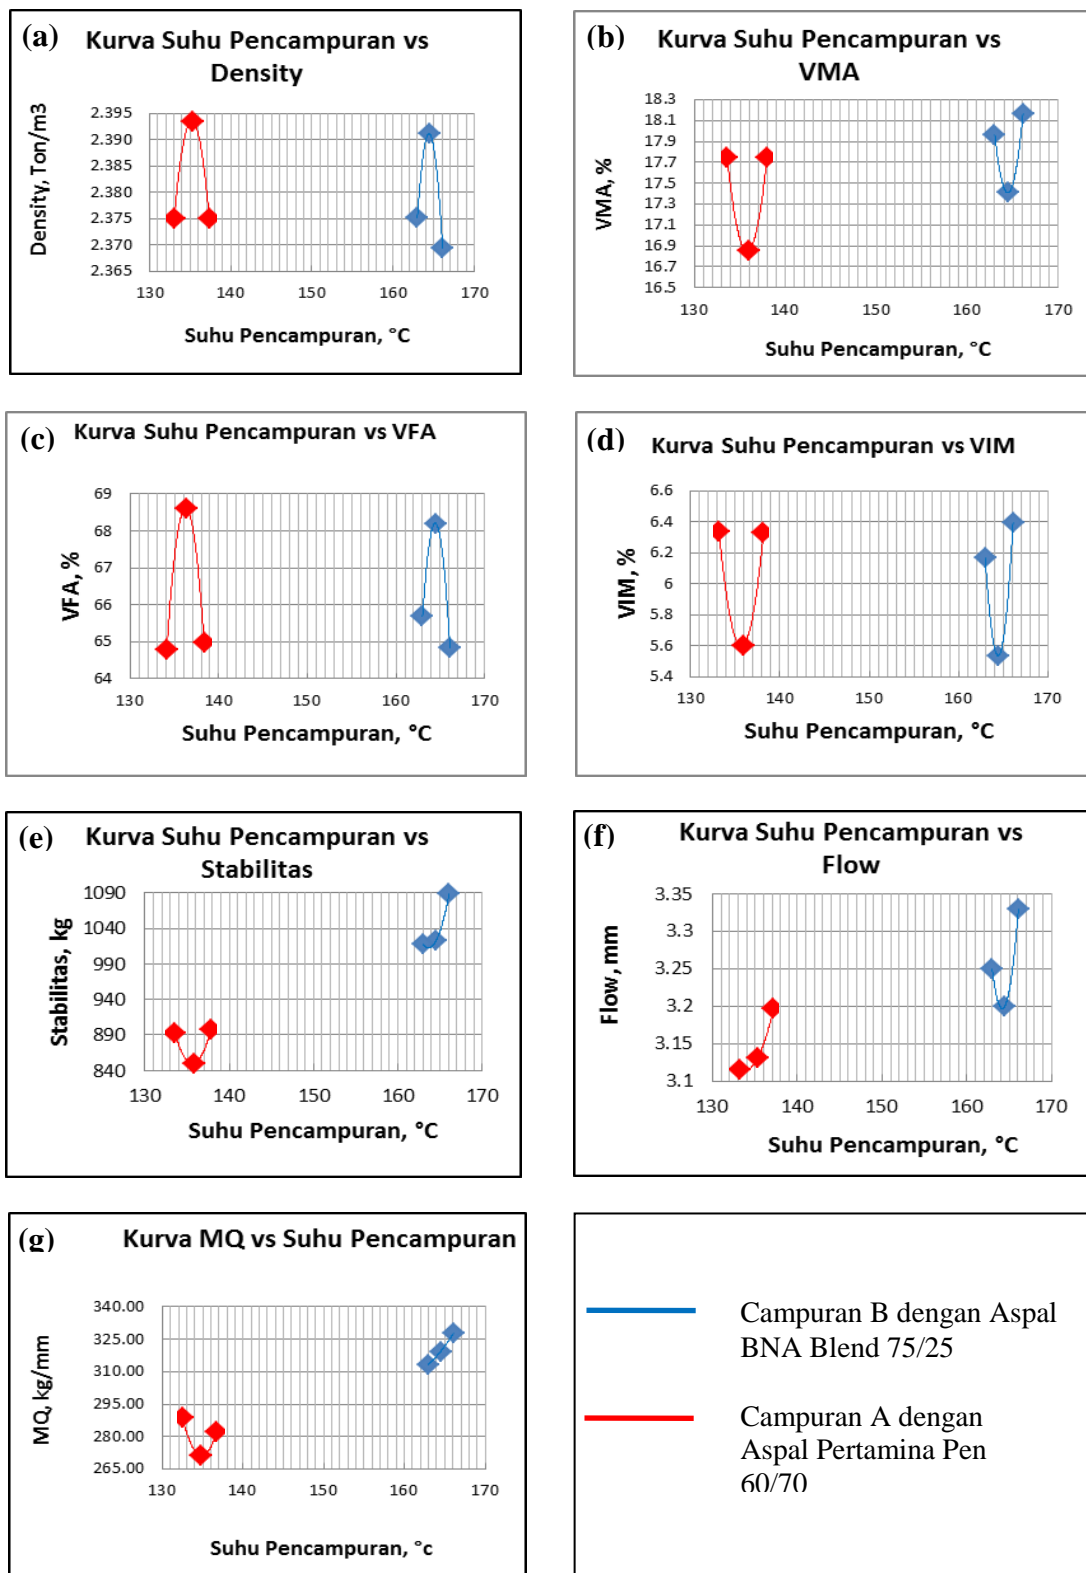 (a)
Kurva Suhu Pencampuran vs
Density
Density, Ton/m3
2.395
2.390
2.385
2.380
2.375
2.370
2.365
130 140 150 160 170
Suhu Pencampuran, °C
(b)
Kurva Suhu Pencampuran vs
VMA
VMA, %
18.3
18.1
17.9
17.7
17.5
17.3
17.1
16.9
16.7
16.5
130 140 150 160 170
Suhu Pencampuran, °C
(c)
Kurva Suhu Pencampuran vs VFA
VFA, %
69
68
67
66
65
64
130 140 150 160 170
Suhu Pencampuran, °C
(d)
Kurva Suhu Pencampuran vs VIM
VIM, %
6.6
6.4
6.2
6
5.8
5.6
5.4
130 140 150 160 170
Suhu Pencampuran, °C
(e)
Kurva Suhu Pencampuran vs
Stabilitas
Stabilitas, kg
1090
1040
990
940
890
840
130 140 150 160 170
Suhu Pencampuran, °C
(f)
Kurva Suhu Pencampuran vs
Flow
Flow, mm
3.35
3.3
3.25
3.2
3.15
3.1
130 140 150 160 170
Suhu Pencampuran, °C
(g)
Kurva MQ vs Suhu Pencampuran
MQ, kg/mm
340.00
325.00
310.00
295.00
280.00
265.00
130 140 150 160 170
Suhu Pencampuran, °c
Campuran B dengan Aspal
BNA Blend 75/25
Campuran A dengan
Aspal Pertamina Pen
60/70